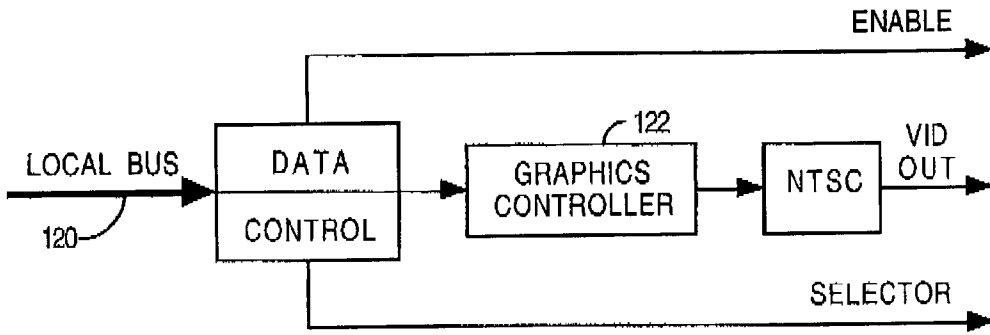 ENABLE
LOCAL BUS
120
DATA
CONTROL
122
GRAPHICS
CONTROLLER
NTSC
VID
OUT
SELECTOR